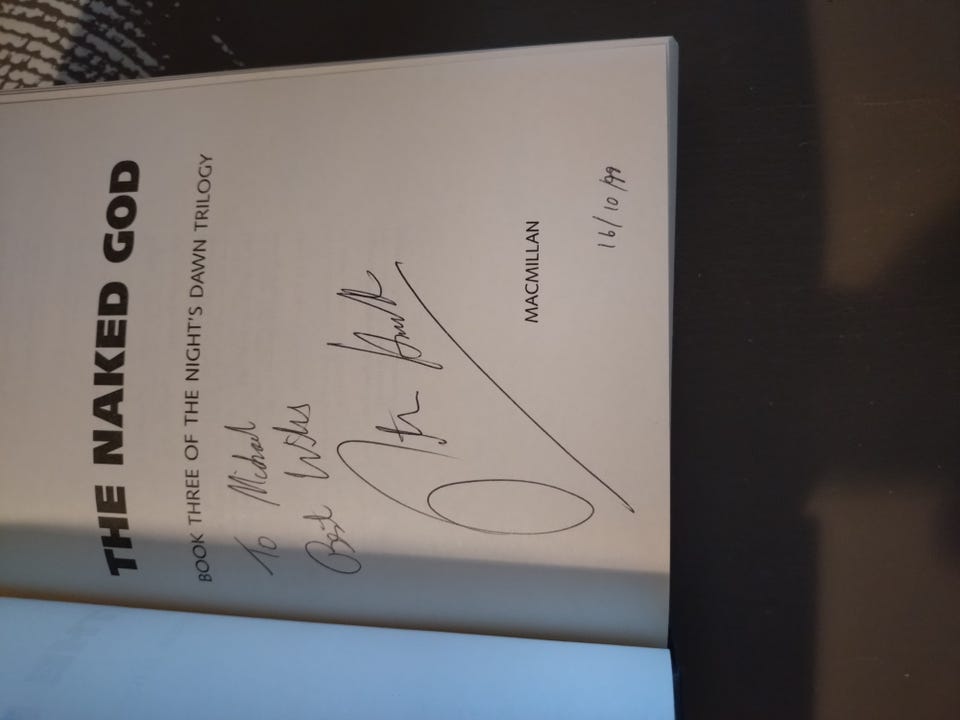 THE NAKED GOD
BOOK THREE OF THE NIGHT'S DAWN TRILOGY
To Michael
Best Wishes
MACMILLAN
16/10/99